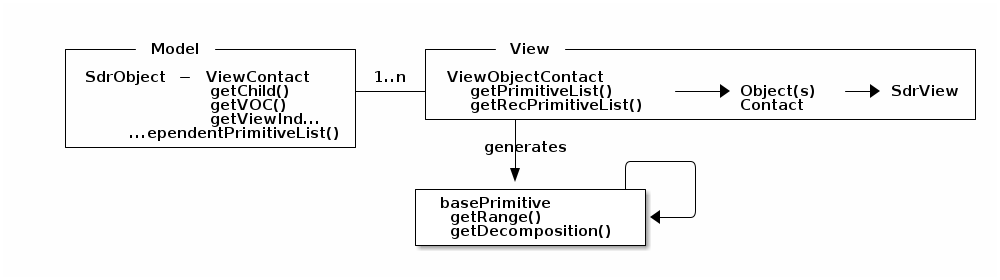 Model
SdrObject – ViewContact
getChild()
getVOC()
getViewInd...
...ependentPrimitiveList()
1..n
View
ViewObjectContact
getPrimitiveList()
getRecPrimitiveList()
Object(s)
Contact
SdrView
generates
basePrimitive
getRange()
getDecomposition()